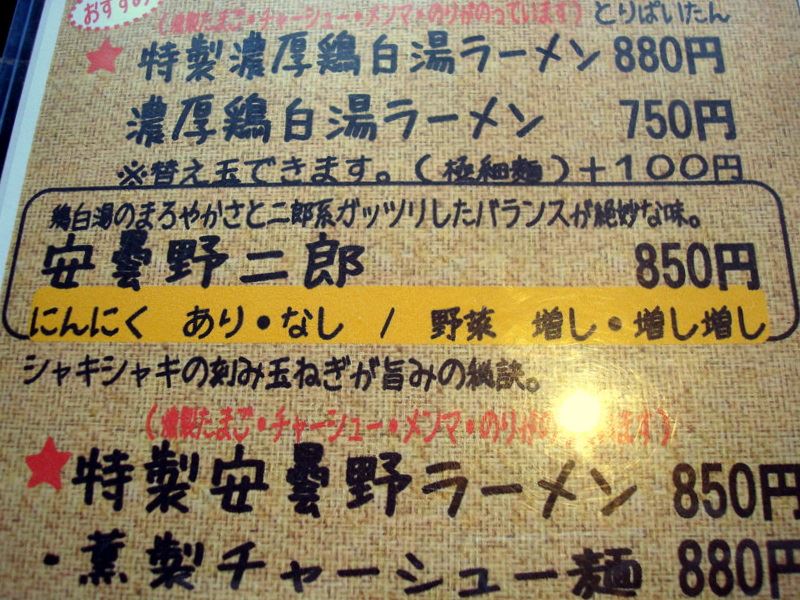 おすすめ
(燻製たまご・チャーシュー・メンマ・のりがのっています) とりぱいたん
★ 特製濃厚鶏白湯ラーメン 880円
濃厚鶏白湯ラーメン 750円
※替え玉できます。(極細麺)+100円
鶏白湯のまろやかさと二郎系ガッツリしたバランスが絶妙な味。
安曇野二郎 850円
にんにく あり・なし / 野菜 増し・増し増し
シャキシャキの刻み玉ねぎが旨みの秘訣。
(燻製たまご・チャーシュー・メンマ・のりがのっています)
★ 特製安曇野ラーメン 850円
・薫製チャーシュー麺 880円